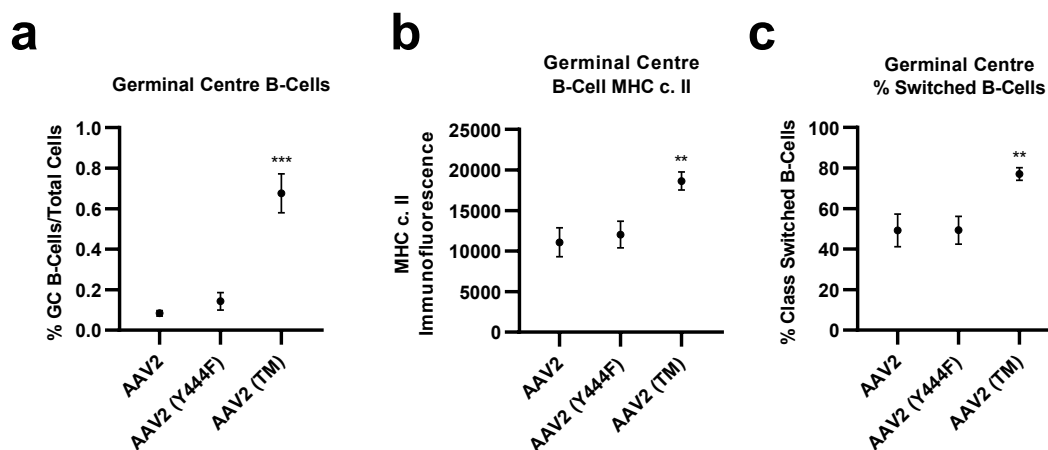 a
Germinal Centre B-Cells
% GC B-Cells/Total Cells
1.0
0.8
0.6
0.4
0.2
0.0
***
AAV2
AAV2 (Y444F)
AAV2 (TM)
b
Germinal Centre
B-Cell MHC c. II
MHC c. II
Immunofluorescence
25000
20000
15000
10000
5000
0
**
AAV2
AAV2 (Y444F)
AAV2 (TM)
c
Germinal Centre
% Switched B-Cells
% Class Switched B-Cells
100
80
60
40
20
0
**
AAV2
AAV2 (Y444F)
AAV2 (TM)